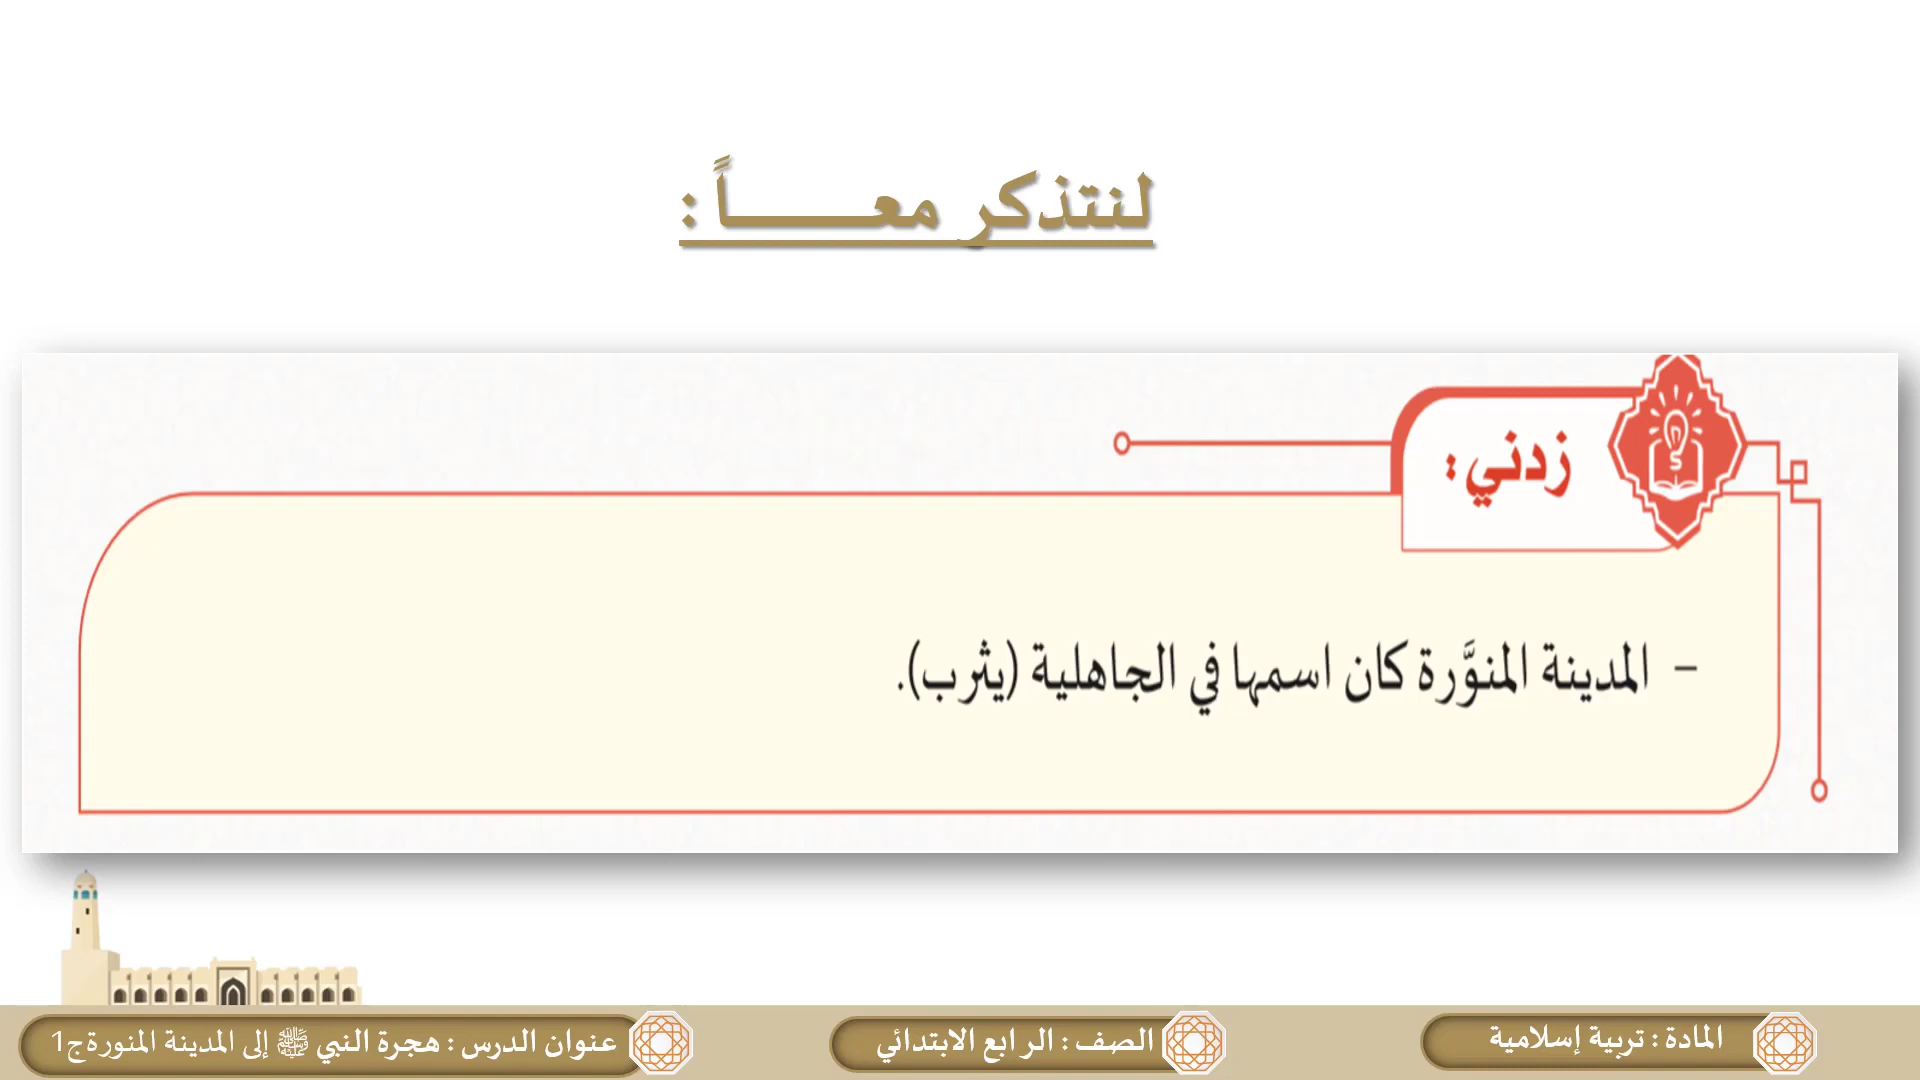 لنتذكر معـــــــاً :
زدني :
– المدينة المنوَّرة كان اسمها في الجاهلية (يثرب).
المادة : تربية إسلامية
الصف : الرابع الابتدائي
عنوان الدرس : هجرة النبي ﷺ إلى المدينة المنورةج1